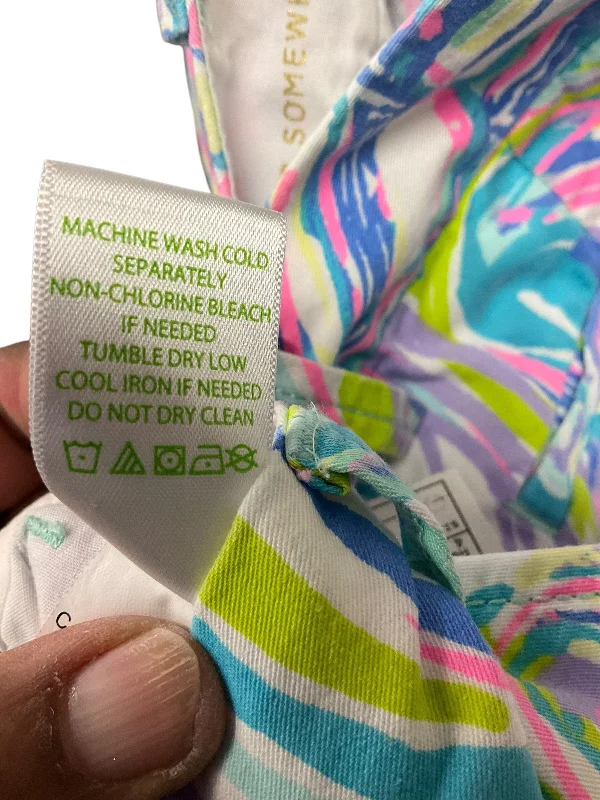 SOMEW
MACHINE WASH COLD
SEPARATELY
NON-CHLORINE BLEACH
IF NEEDED
TUMBLE DRY LOW
COOL IRON IF NEEDED
DO NOT DRY CLEAN